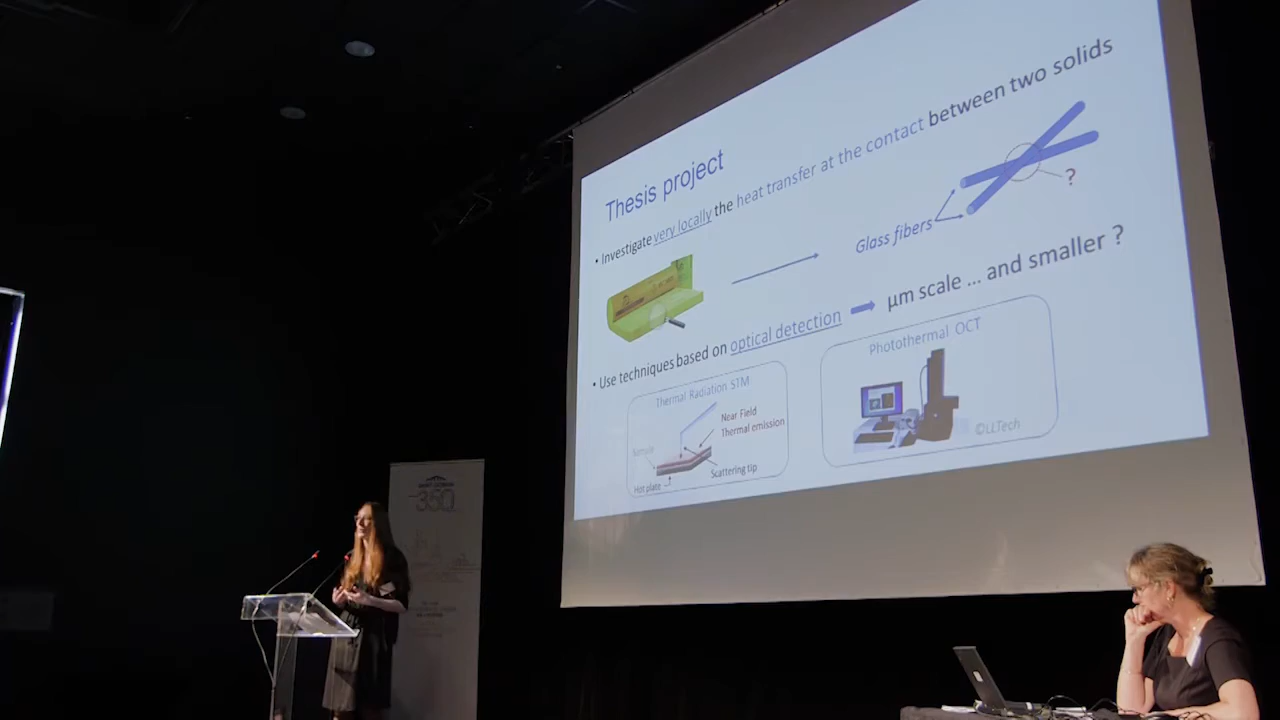 Thesis project
• Investigate very locally the heat transfer at the contact between two solids
Glass fibers
?
• Use techniques based on optical detection
µm scale ... and smaller ?
Thermal Radiation STM
Near Field
Thermal emission
Sample
Scattering tip
Hot plate
Photothermal OCT
©LLTech
350